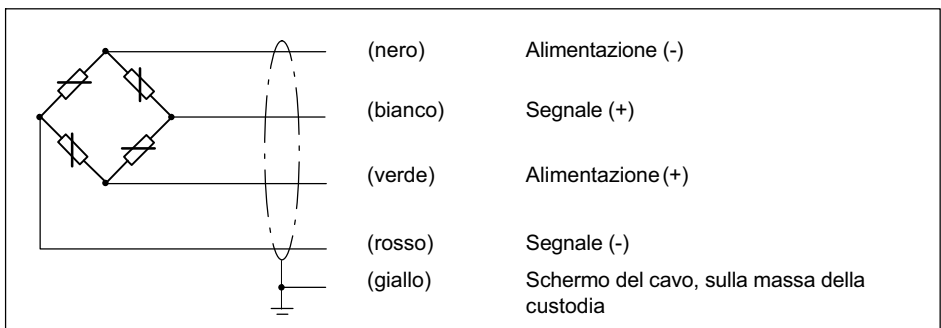 (nero) Alimentazione (-)
(bianco) Segnale (+)
(verde) Alimentazione (+)
(rosso) Segnale (-)
(giallo) Schermo del cavo, sulla massa della
custodia